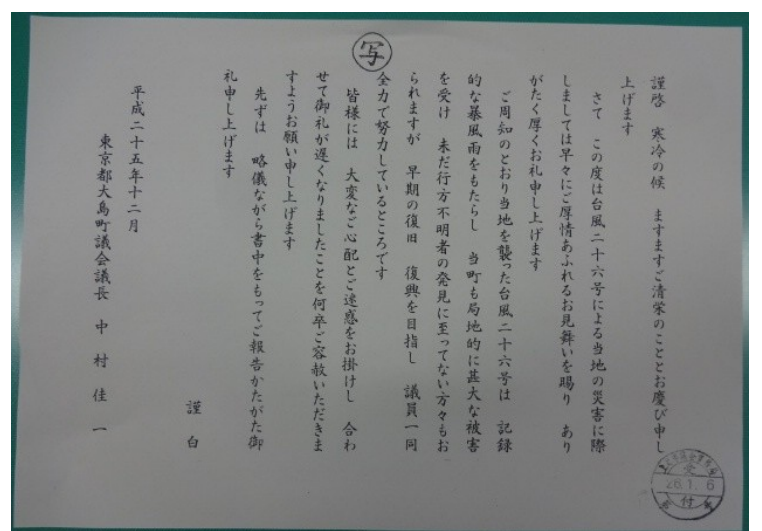 写
謹啓　寒冷の候　ますますご清栄のこととお慶び申し
上げます
さて　この度は台風二十六号による当地の災害に際
しましては早々にご厚情あふれるお見舞いを賜り　あり
がたく厚くお礼申し上げます
ご周知のとおり当地を襲った台風二十六号は　記録
的な暴風雨をもたらし　当町も局地的に甚大な被害
を受け　未だ行方不明者の発見に至ってない方々もお
られますが　早期の復旧　復興を目指し　議員一同
全力で努力しているところです
皆様には　大変なご心配とご迷惑をお掛けし　合わ
せて御礼が遅くなりましたことを何卒ご容赦いただきま
すようお願い申し上げます
先ずは　略儀ながら書中をもってご報告かたがた御
礼申し上げます
謹　白
平成二十五年十二月
東京都大島町議会議長　中　村　佳　一
受
26.1.6
付